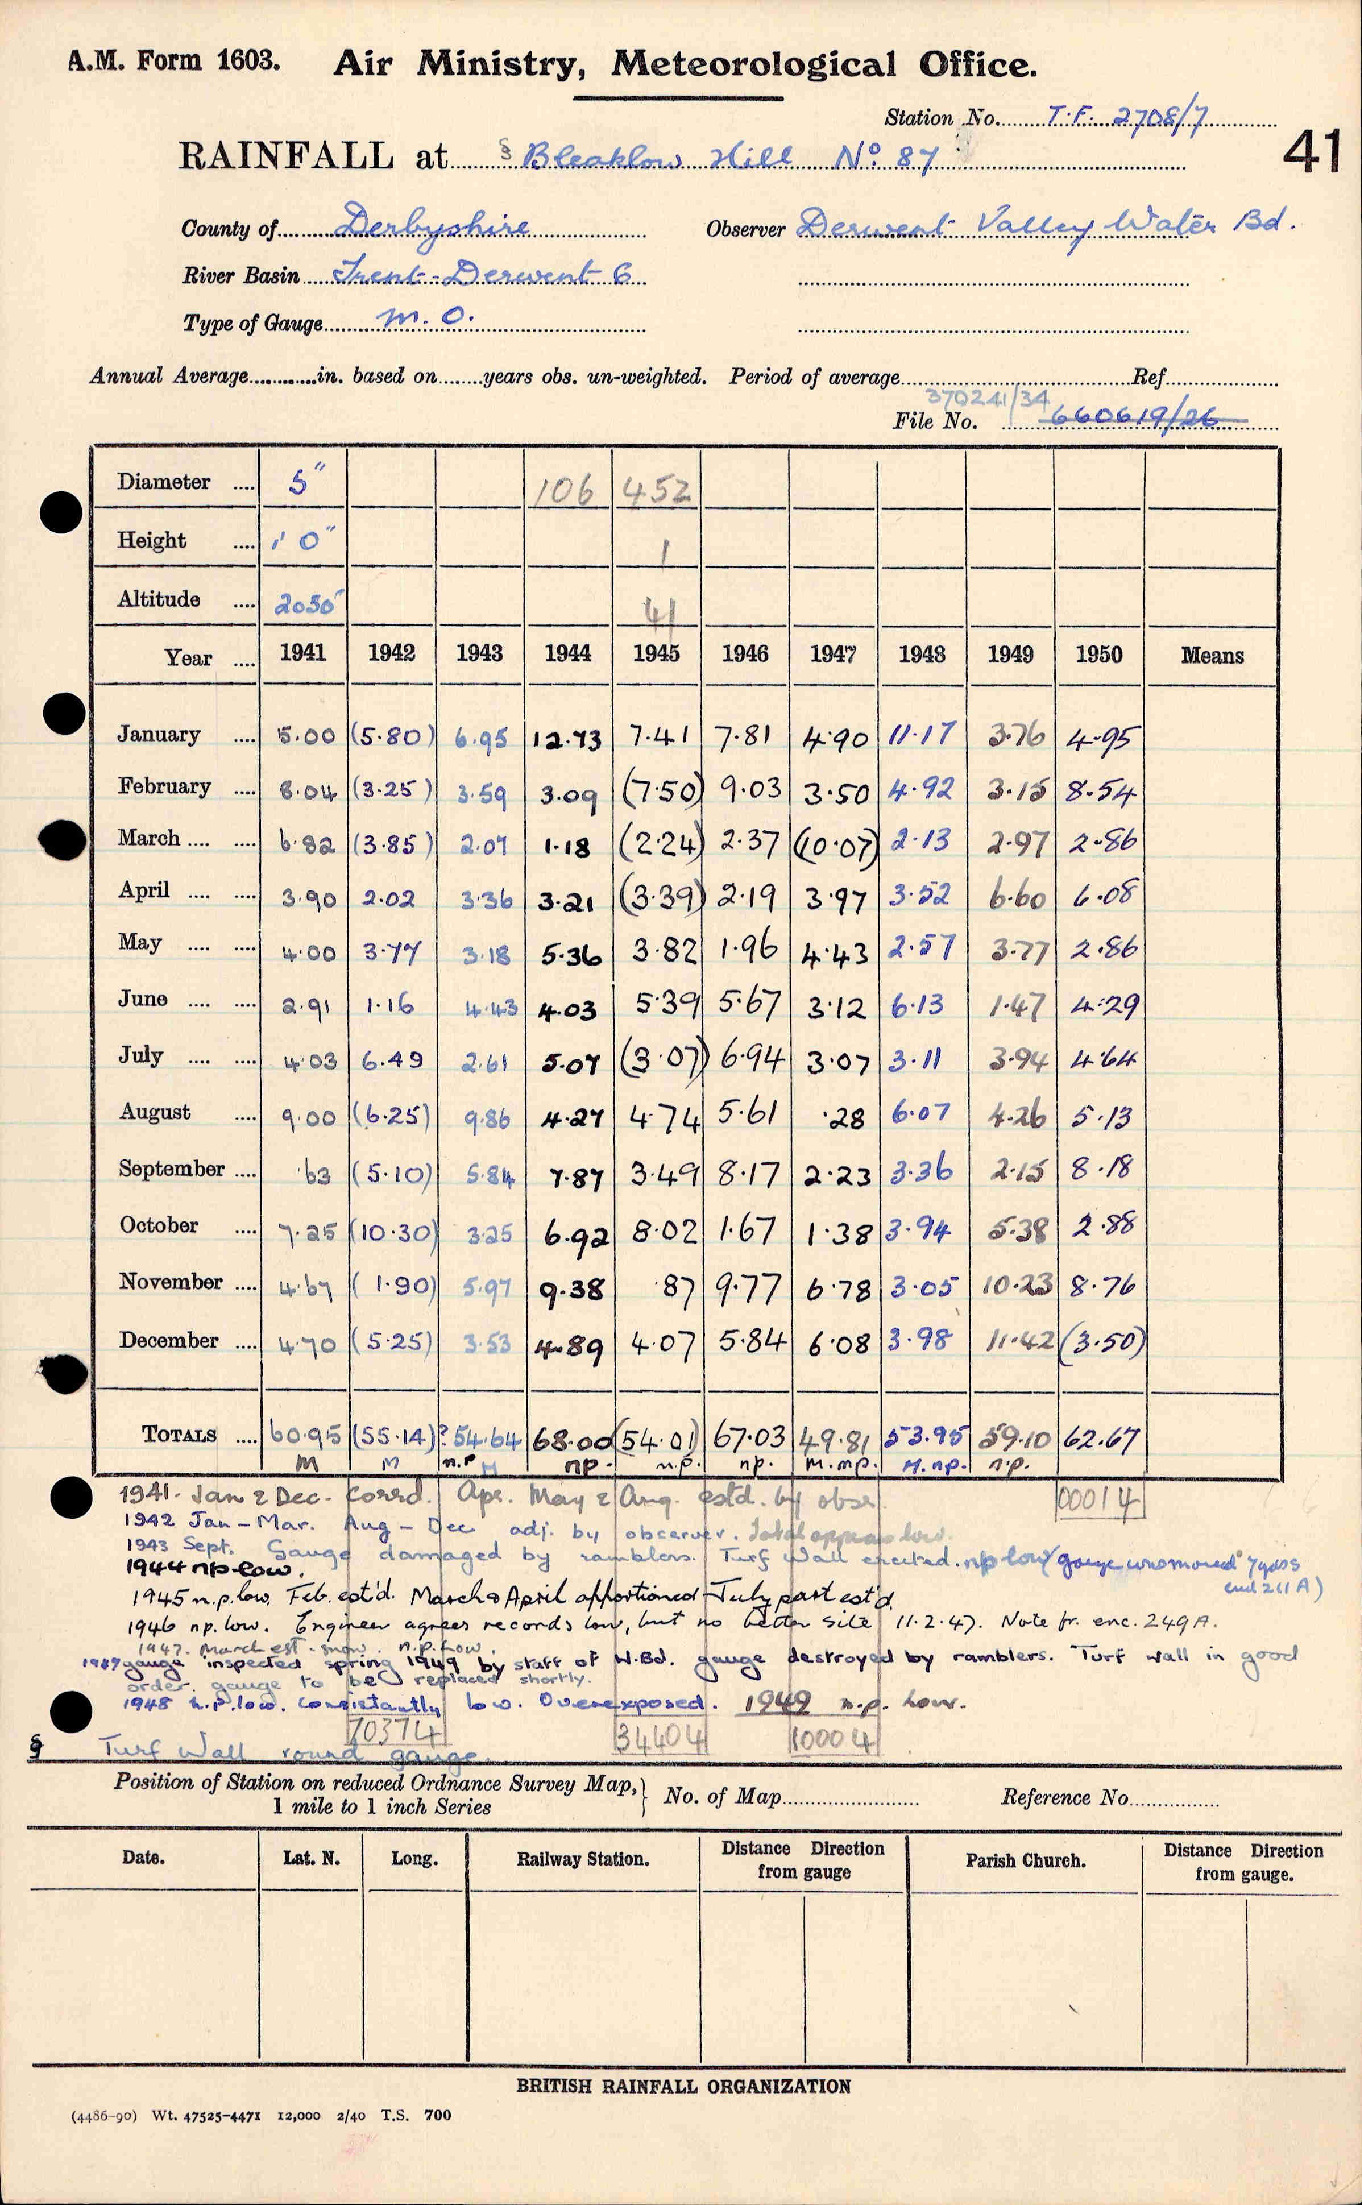 A.M. Form 1603. Air Ministry, Meteorological Office.
Station No. T.F. 2708/7
RAINFALL at § Bleaklow Hill No. 87
41
County of Derbyshire Observer Derwent Valley Water Bd.
River Basin Trent-Derwent 6
Type of Gauge M.O.
Annual Average............in. based on........years obs. un-weighted. Period of average Ref.
370241/34
File No. 660619/26
Diameter .... 5" 106 452
Height .... 1' 0" 1
Altitude .... 2030' 41
Year .... 1941 1942 1943 1944 1945 1946 1947 1948 1949 1950 Means
January .... 5.00 (5.80) 6.95 12.73 7.41 7.81 4.90 11.17 3.76 4.95
February .... 8.04 (3.25) 3.59 3.09 (7.50) 9.03 3.50 4.92 3.15 8.54
March .... .... 6.82 (3.85) 2.07 1.18 (2.24) 2.37 (10.07) 2.13 2.97 2.86
April .... .... 3.90 2.02 3.36 3.21 (3.39) 2.19 3.97 3.52 6.60 6.08
May .... .... 4.00 3.77 3.18 5.36 3.82 1.96 4.43 2.57 3.77 2.86
June .... .... 2.91 1.16 4.43 4.03 5.39 5.67 3.12 6.13 1.47 4.29
July .... .... 4.03 6.49 2.61 5.07 (3.07) 6.94 3.07 3.11 3.94 4.64
August .... 9.00 (6.25) 9.86 4.27 4.74 5.61 .28 6.07 4.26 5.13
September .... .63 (5.10) 5.84 7.87 3.49 8.17 2.23 3.36 2.15 8.18
October .... 7.25 (10.30) 3.25 6.92 8.02 1.67 1.38 3.94 5.38 2.88
November .... 4.67 (1.90) 5.97 9.38 .87 9.77 6.78 3.05 10.23 8.76
December .... 4.70 (5.25) 3.53 4.89 4.07 5.84 6.08 3.98 11.42 (3.50)
TOTALS .... 60.95 (55.14) ? 54.64 68.00 (54.01) 67.03 49.81 53.95 59.10 62.67
M M n.p M np. n.p. np. M.mp. M.np. n.p.
1941. Jan & Dec. Corrd. Apr. May & Aug. estd. by obsr. 00014
1942 Jan - Mar. Aug - Dec adj. by observer. Total appears low.
1943 Sept. Gauge damaged by ramblers. Turf Wall erected. np low (gauge was moved 7 yards
1944 np low. encl 211A)
1945 n.p. low. Feb. est'd. March & April apportioned July part est'd.
1946 np. low. Engineer agrees records low, but no better site 11.2.47. Note fr. enc. 249A.
1947. March est. snow. n.p. low.
1947 gauge inspected spring 1949 by staff of W.Bd. gauge destroyed by ramblers. Turf wall in good
order. gauge to be replaced shortly.
1948 n.p. low. Consistantly low. Overexposed. 1949 n.p. low.
70374 34404 10004
§ Turf Wall round gauge.
Position of Station on reduced Ordnance Survey Map, 1 mile to 1 inch Series } No. of Map Reference No.
Date. Lat. N. Long. Railway Station. Distance Direction from gauge Parish Church. Distance Direction from gauge.
BRITISH RAINFALL ORGANIZATION
(4486-90) Wt. 47525-4471 12,000 2/40 T.S. 700